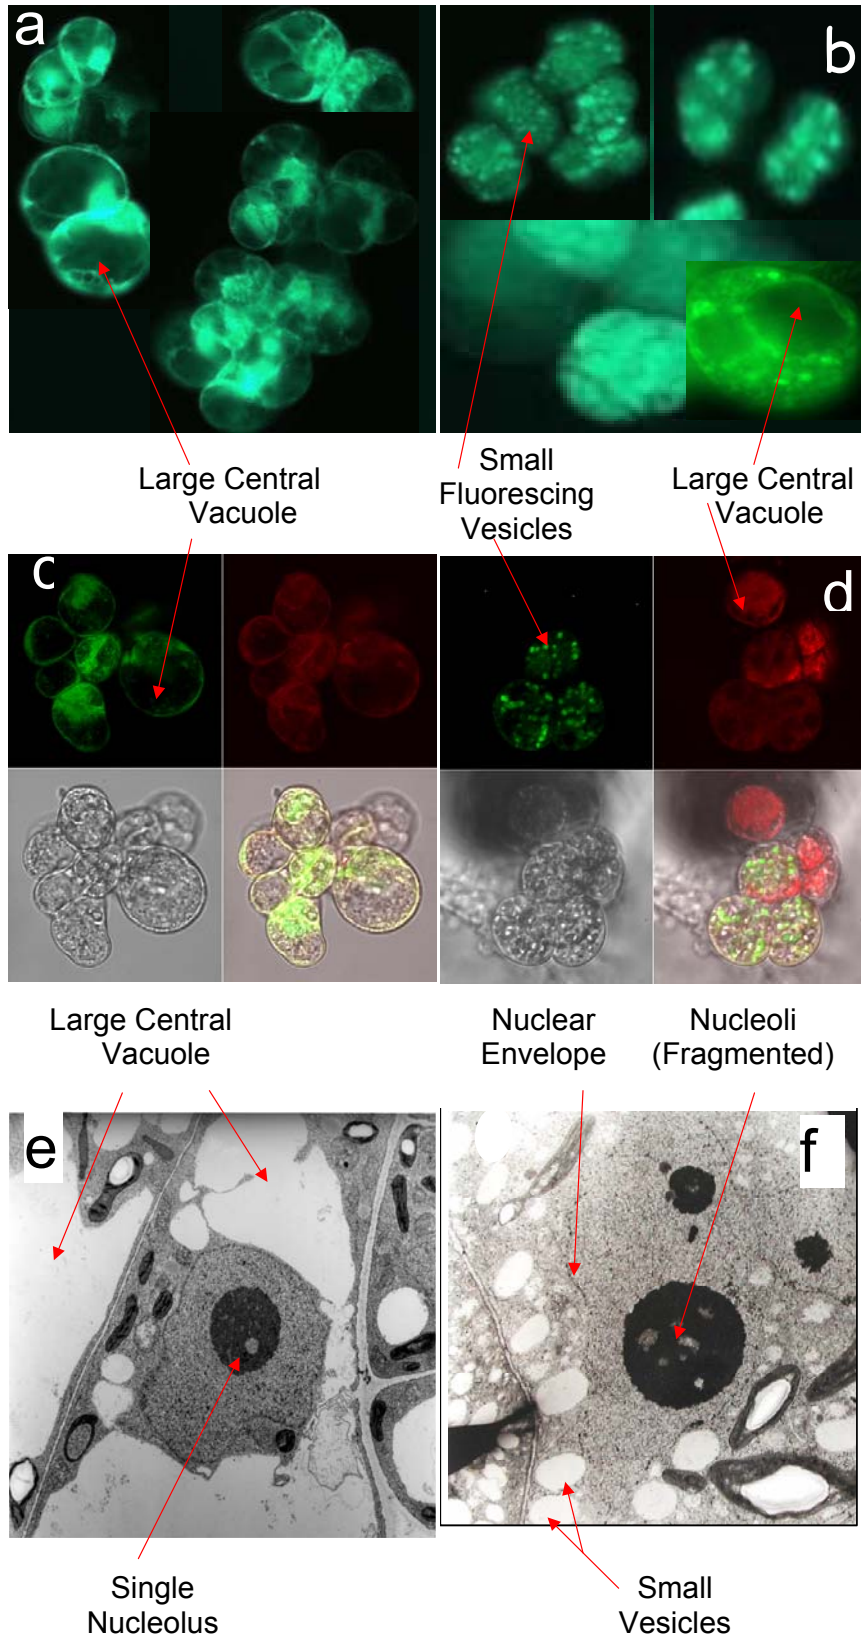 a
b
Large Central
Vacuole
Small
Fluorescing
Vesicles
Large Central
Vacuole
c
d
Large Central
Vacuole
Nuclear
Envelope
Nucleoli
(Fragmented)
e
f
Single
Nucleolus
Small
Vesicles